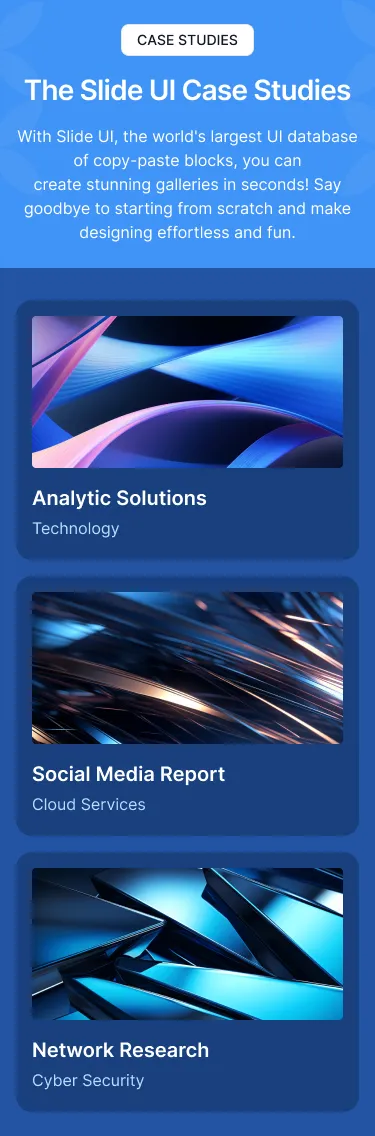 CASE STUDIES
The Slide UI Case Studies
With Slide UI, the world's largest UI database
of copy-paste blocks, you can
create stunning galleries in seconds! Say
goodbye to starting from scratch and make
designing effortless and fun.
Analytic Solutions
Technology
Social Media Report
Cloud Services
Network Research
Cyber Security